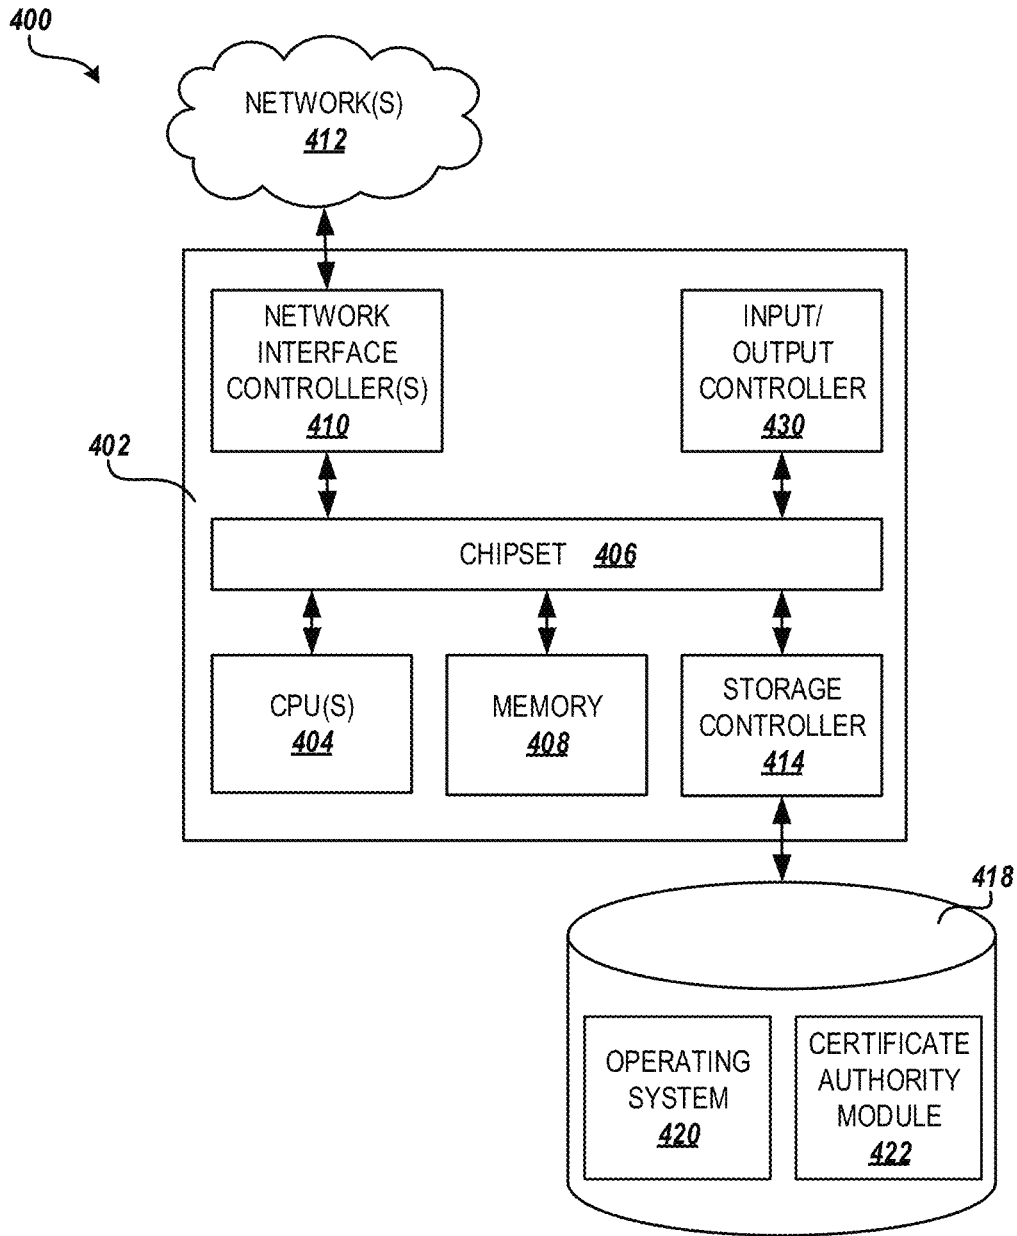 400
NETWORK(S)
412
NETWORK
INTERFACE
CONTROLLER(S)
410
INPUT/
OUTPUT
CONTROLLER
430
402
CHIPSET 406
CPU(S)
404
MEMORY
408
STORAGE
CONTROLLER
414
418
OPERATING
SYSTEM
420
CERTIFICATE
AUTHORITY
MODULE
422